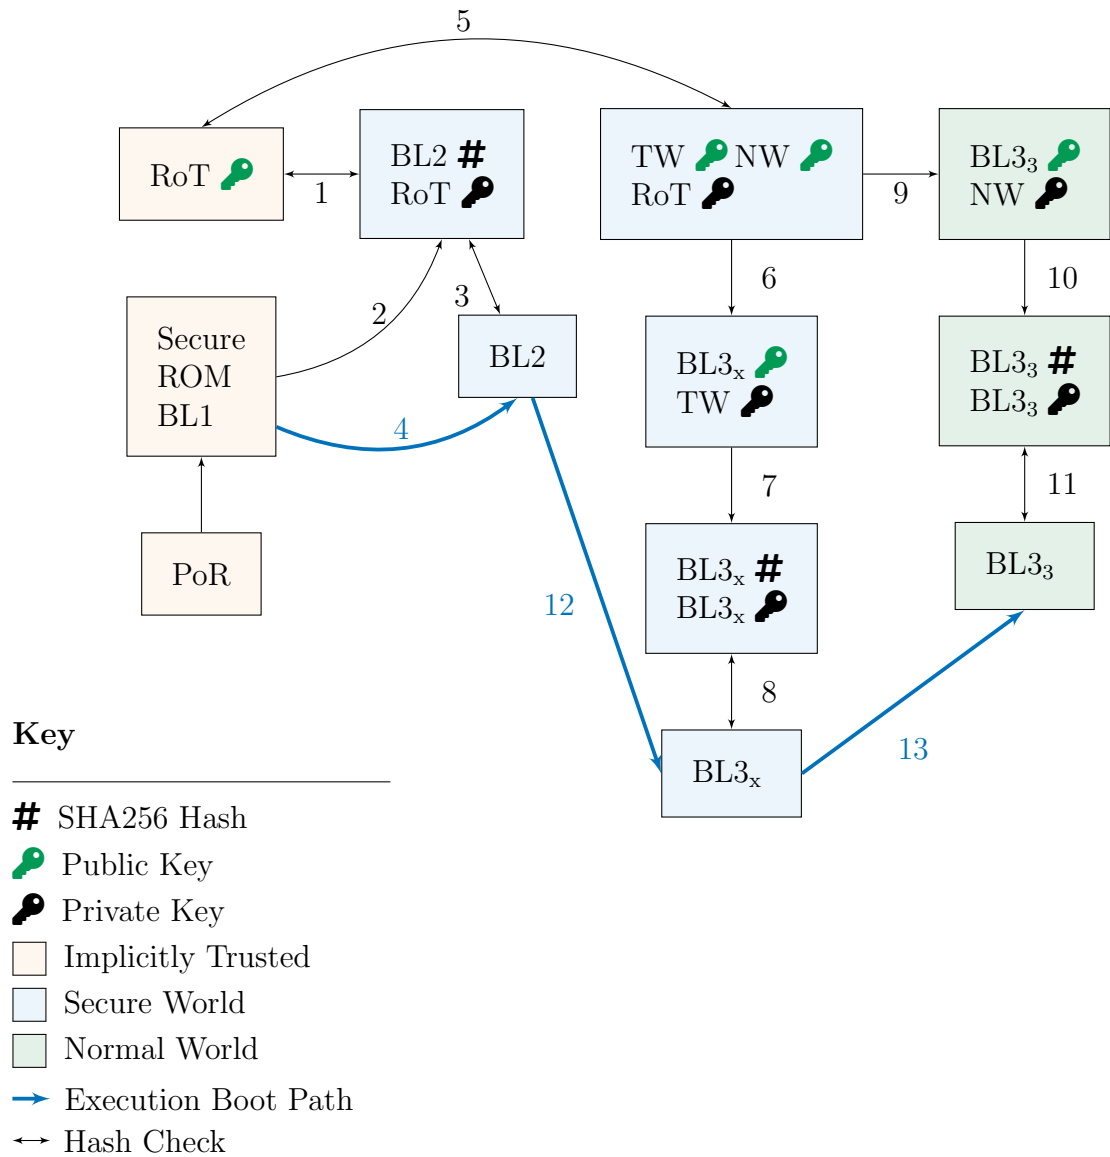 5
RoT
1
BL2 #
RoT
TW NW
RoT
9
BL3₃
NW
2
3
6
10
Secure
ROM
BL1
BL2
4
BL3ₓ
TW
BL3₃ #
BL3₃
7
11
PoR
12
BL3ₓ #
BL3ₓ
BL3₃
8
13
BL3ₓ
Key
# SHA256 Hash
Public Key
Private Key
Implicitly Trusted
Secure World
Normal World
Execution Boot Path
Hash Check